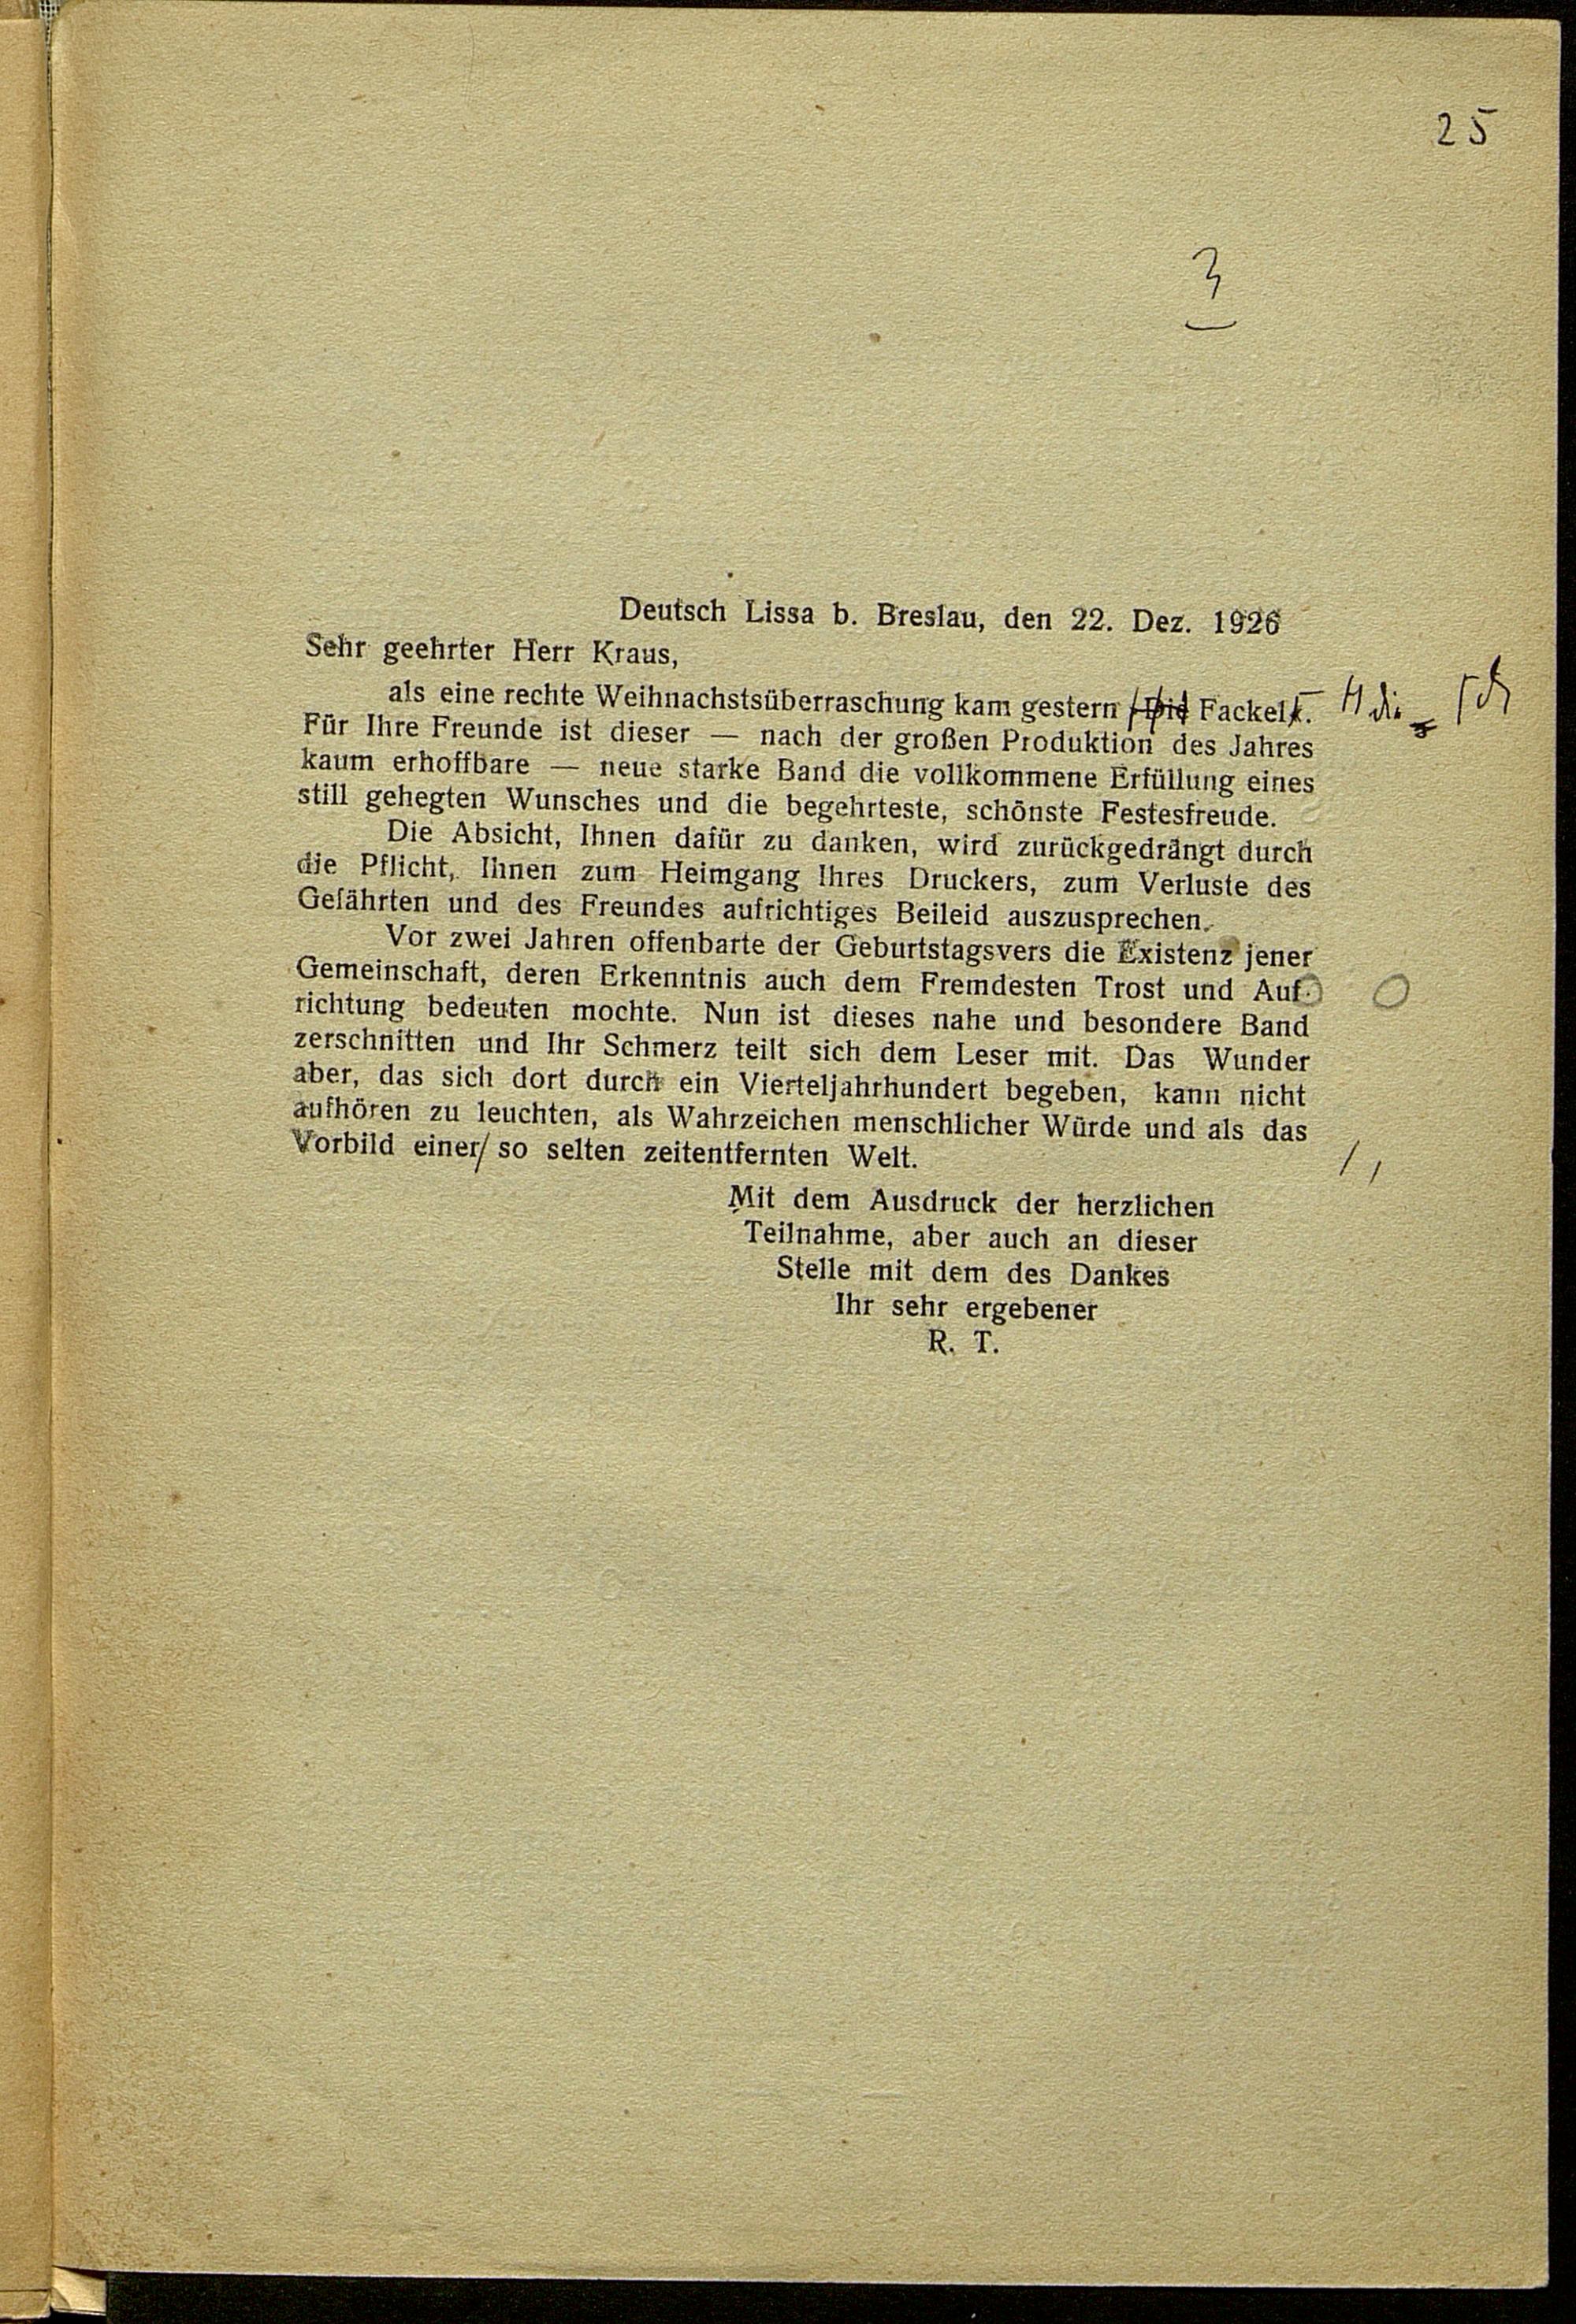 25
3
Deutsch Lissa b. Breslau, den 22. Dez. 1926
Sehr geehrter Herr Kraus,
als eine rechte Weihnachstsüberraschung kam gestern Die Fackel. H die
Für Ihre Freunde ist dieser — nach der großen Produktion des Jahres
kaum erhoffbare — neue starke Band die vollkommene Erfüllung eines
still gehegten Wunsches und die begehrteste, schönste Festesfreude.
Die Absicht, Ihnen dafür zu danken, wird zurückgedrängt durch
die Pflicht, Ihnen zum Heimgang Ihres Druckers, zum Verluste des
Gefährten und des Freundes aufrichtiges Beileid auszusprechen.
Vor zwei Jahren offenbarte der Geburtstagsvers die Existenz jener
Gemeinschaft, deren Erkenntnis auch dem Fremdesten Trost und Auf-
richtung bedeuten mochte. Nun ist dieses nahe und besondere Band
zerschnitten und Ihr Schmerz teilt sich dem Leser mit. Das Wunder
aber, das sich dort durch ein Vierteljahrhundert begeben, kann nicht
aufhören zu leuchten, als Wahrzeichen menschlicher Würde und als das
Vorbild einer/ so selten zeitentfernten Welt. / ,
Mit dem Ausdruck der herzlichen
Teilnahme, aber auch an dieser
Stelle mit dem des Dankes
Ihr sehr ergebener
R. T.